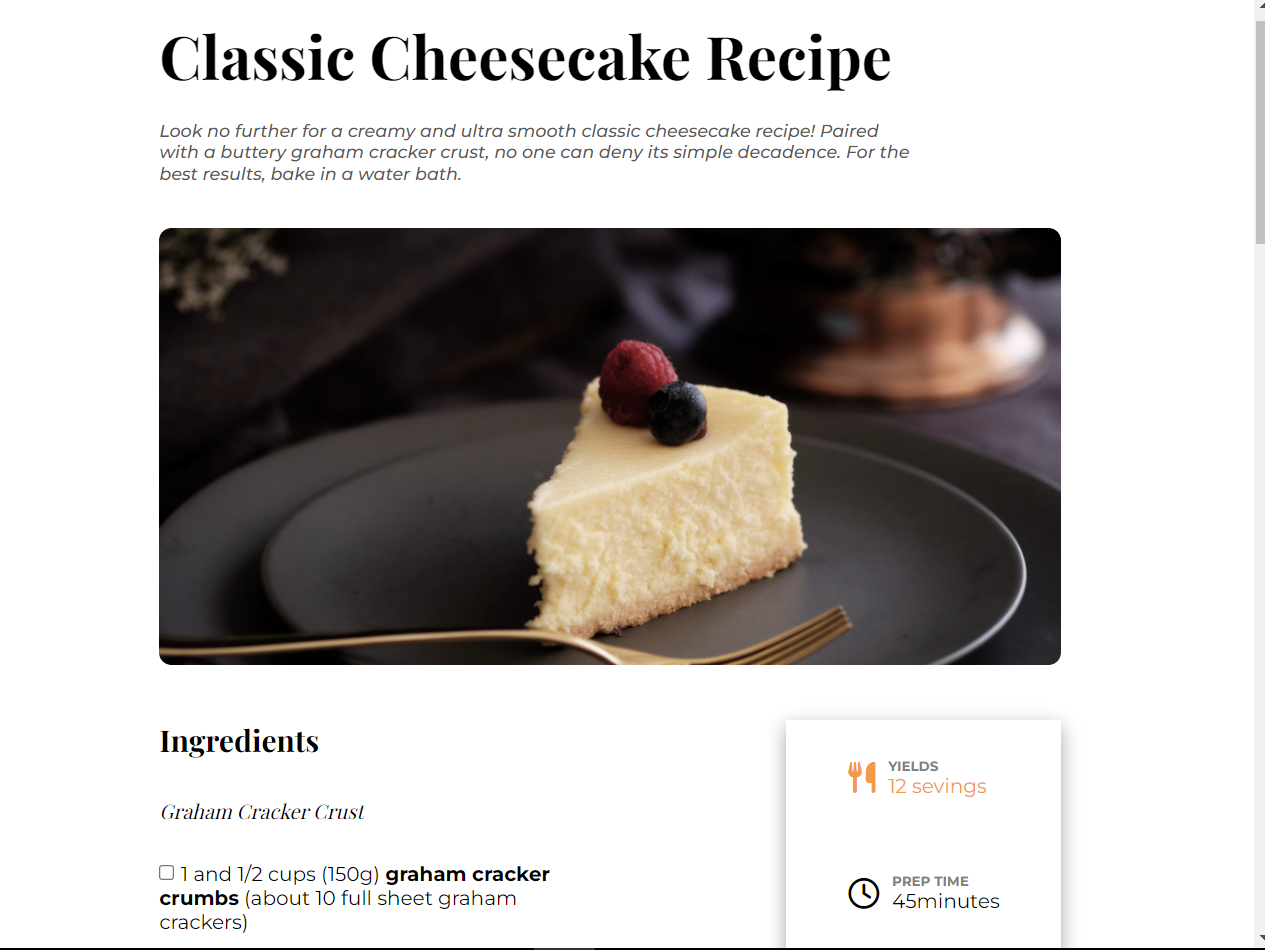 Classic Cheesecake Recipe
Look no further for a creamy and ultra smooth classic cheesecake recipe! Paired
with a buttery graham cracker crust, no one can deny its simple decadence. For the
best results, bake in a water bath.
Ingredients
Graham Cracker Crust
1 and 1/2 cups (150g) graham cracker
crumbs (about 10 full sheet graham
crackers)
YIELDS
12 sevings
PREP TIME
45minutes